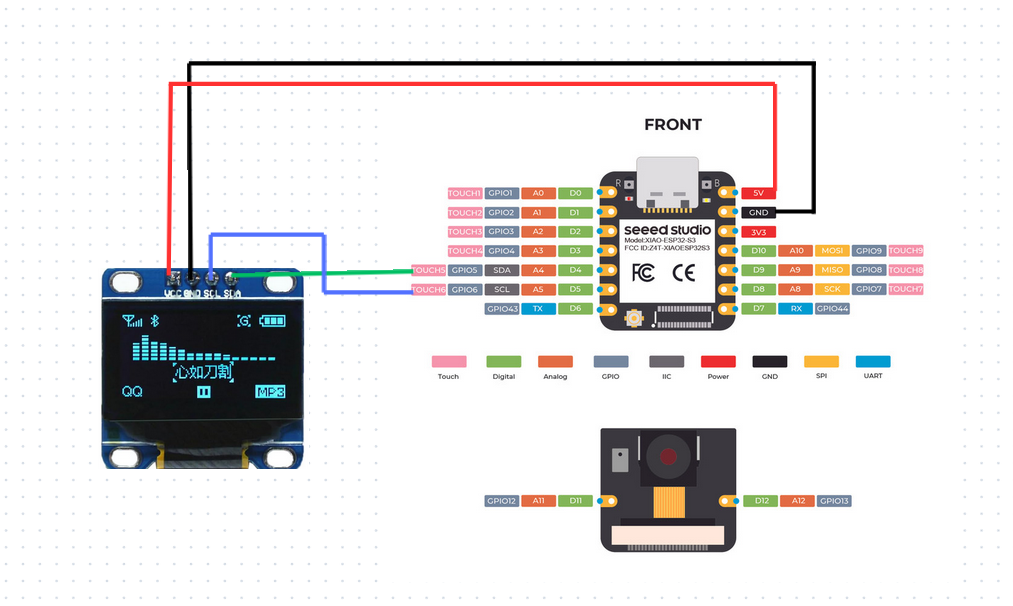 FRONT
R
B
TOUCH1 GPIO1 A0 D0
5V
TOUCH2 GPIO2 A1 D1
GND
TOUCH3 GPIO3 A2 D2
3V3
TOUCH4 GPIO4 A3 D3
D10 A10 MOSI GPIO9 TOUCH9
TOUCH5 GPIO5 SDA A4 D4
D9 A9 MISO GPIO8 TOUCH8
TOUCH6 GPIO6 SCL A5 D5
D8 A8 SCK GPIO7 TOUCH7
GPIO43 TX D6
D7 RX GPIO44
seeed studio
Model:XIAO-ESP32-S3
FCC ID:Z4T-XIAOESP32S3
FC CE
VCC GND SCL SDA
G
心如刀割
QQ
MP3
Touch Digital Analog GPIO IIC Power GND SPI UART
GPIO12 A11 D11
D12 A12 GPIO13